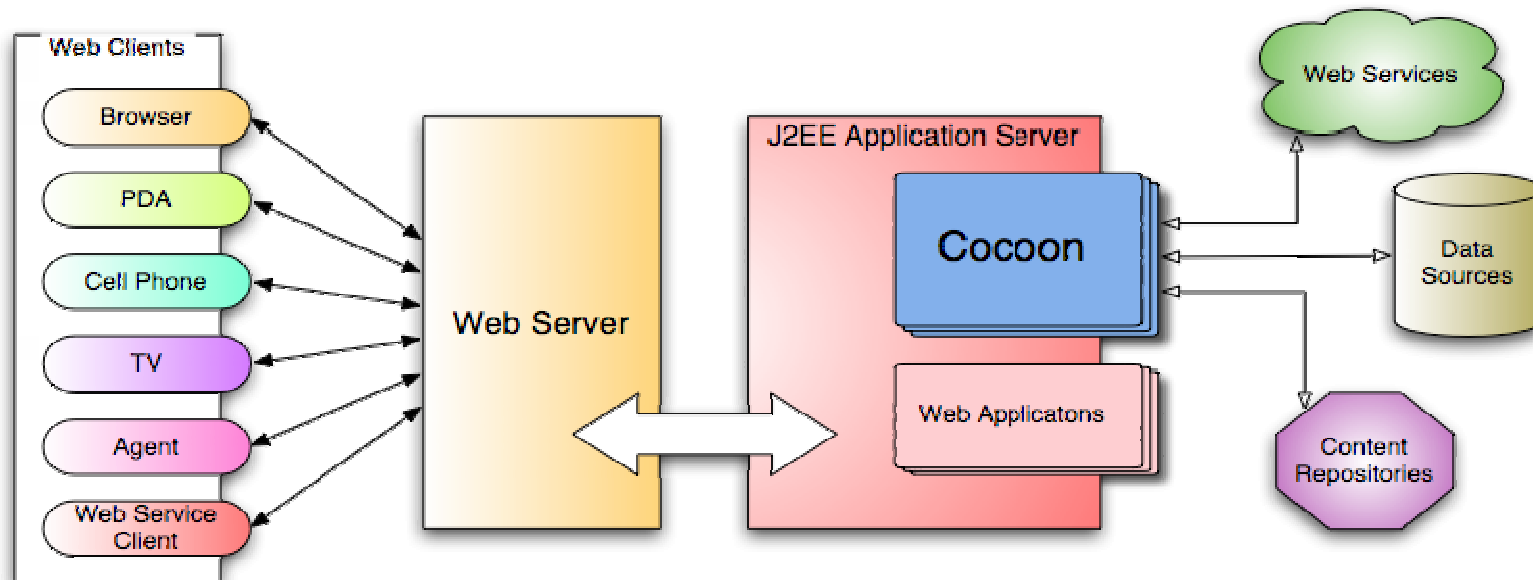 Web Clients
Browser
PDA
Cell Phone
TV
Agent
Web Service
Client
Web Server
J2EE Application Server
Cocoon
Web Applicatons
Web Services
Data
Sources
Content
Repositories